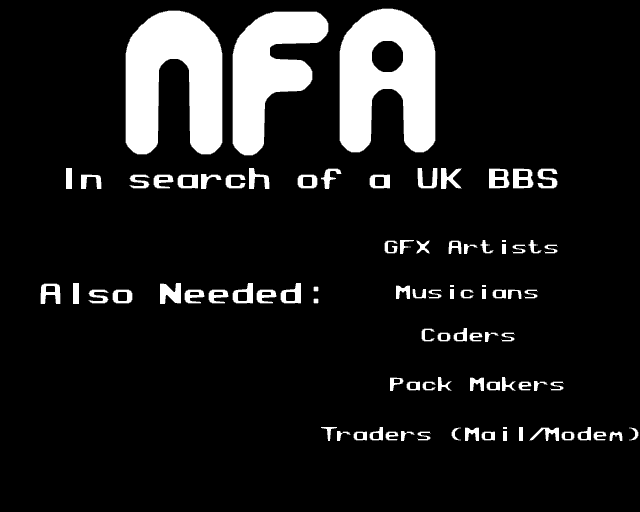 NFA
In search of a UK BBS
GFX Artists
Also Needed:
Musicians
Coders
Pack Makers
Traders (Mail/Modem)